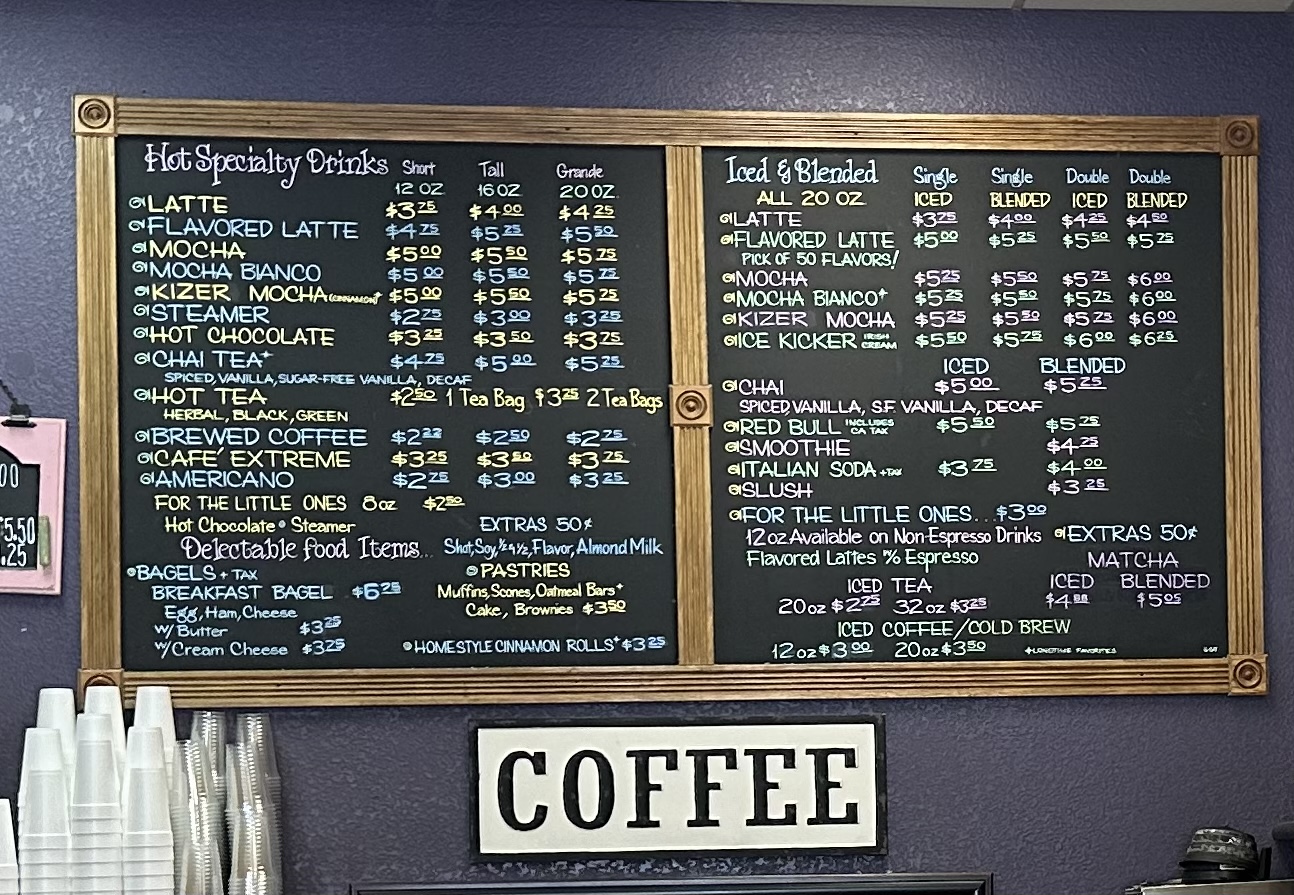 Hot Specialty Drinks Short Tall Grande
12 OZ 16 OZ 20 OZ.
LATTE $3.75 $4.00 $4.25
FLAVORED LATTE $4.75 $5.25 $5.50
MOCHA $5.00 $5.50 $5.75
MOCHA BIANCO $5.00 $5.50 $5.75
KIZER MOCHA (CINNAMON)+ $5.00 $5.50 $5.75
STEAMER $2.75 $3.00 $3.25
HOT CHOCOLATE $3.25 $3.50 $3.75
CHAI TEA+ $4.75 $5.00 $5.25
SPICED, VANILLA, SUGAR-FREE VANILLA, DECAF
HOT TEA $2.50 1 Tea Bag $3.25 2 Tea Bags
HERBAL, BLACK, GREEN
BREWED COFFEE $2.22 $2.50 $2.75
CAFE´ EXTREME $3.25 $3.50 $3.75
AMERICANO $2.75 $3.00 $3.25
FOR THE LITTLE ONES 8oz $2.50
Hot Chocolate • Steamer
EXTRAS 50¢
Shot, Soy, ½ & ½, Flavor, Almond Milk
Delectable food Items...
BAGELS + TAX
BREAKFAST BAGEL $6.25
Egg, Ham, Cheese
w/ Butter $3.25
w/ Cream Cheese $3.25
PASTRIES
Muffins, Scones, Oatmeal Bars+
Cake, Brownies $3.50
HOMESTYLE CINNAMON ROLLS+ $3.25
Iced & Blended Single Single Double Double
ALL 20 OZ ICED BLENDED ICED BLENDED
LATTE $3.75 $4.00 $4.25 $4.50
FLAVORED LATTE $5.00 $5.25 $5.50 $5.75
PICK OF 50 FLAVORS!
MOCHA $5.25 $5.50 $5.75 $6.00
MOCHA BIANCO+ $5.25 $5.50 $5.75 $6.00
KIZER MOCHA $5.25 $5.50 $5.75 $6.00
ICE KICKER IRISH CREAM $5.50 $5.75 $6.00 $6.25
ICED BLENDED
CHAI $5.00 $5.25
SPICED, VANILLA, S.F. VANILLA, DECAF
RED BULL INCLUDES CA TAX $5.50 $5.75
SMOOTHIE $4.25
ITALIAN SODA + TAX $3.75 $4.00
SLUSH $3.25
FOR THE LITTLE ONES... $3.00
12 oz Available on Non-Espresso Drinks
Flavored Lattes w/ ½ Espresso
EXTRAS 50¢
MATCHA
ICED BLENDED
$4.88 $5.05
ICED TEA
20oz $2.75 32oz $3.25
ICED COFFEE/COLD BREW
12oz $3.00 20oz $3.50
+LONGTIME FAVORITES
COFFEE
$5.50
.25